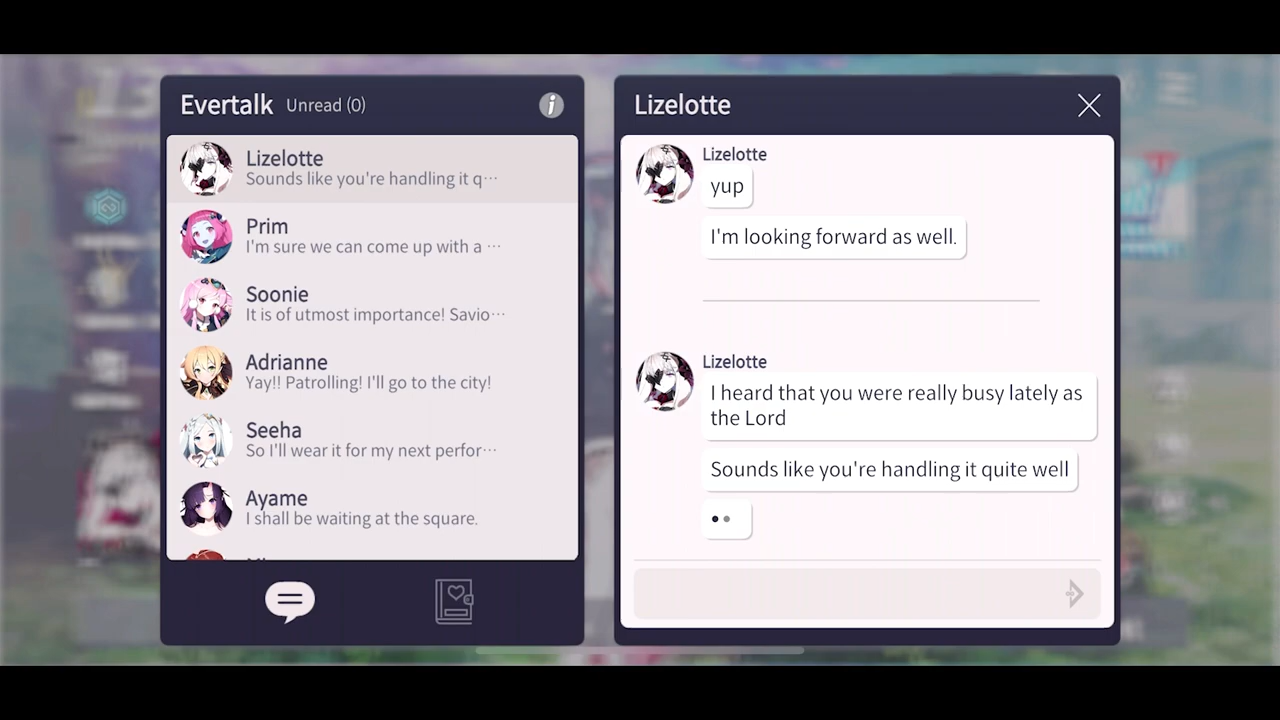 Evertalk Unread (0)
Lizelotte
Sounds like you're handling it q…
Prim
I'm sure we can come up with a …
Soonie
It is of utmost importance! Savio…
Adrianne
Yay!! Patrolling! I'll go to the city!
Seeha
So I'll wear it for my next perfor…
Ayame
I shall be waiting at the square.
Lizelotte
Lizelotte
yup
I'm looking forward as well.
Lizelotte
I heard that you were really busy lately as
the Lord
Sounds like you're handling it quite well